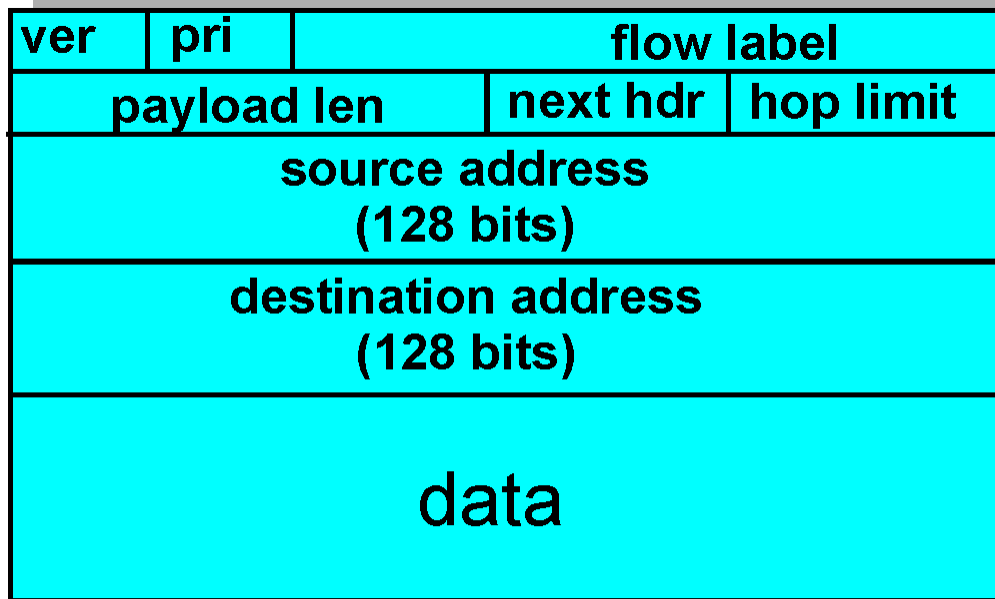 ver pri flow label
payload len next hdr hop limit
source address
(128 bits)
destination address
(128 bits)
data